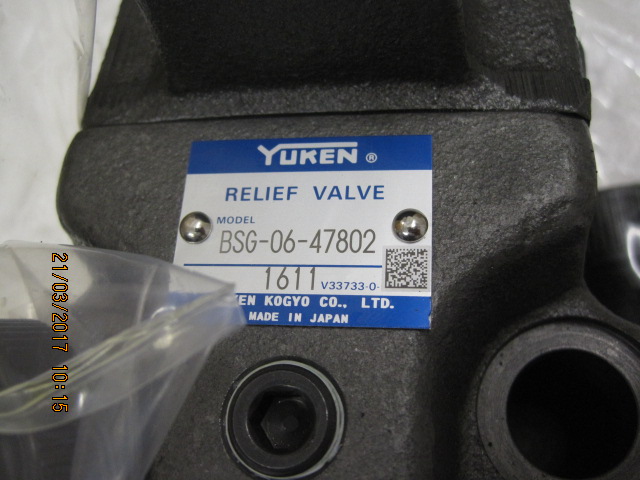 YUKEN ®
RELIEF VALVE
MODEL
BSG-06-47802
1611 V33733-0-
KOGYO CO., LTD.
MADE IN JAPAN
21/03/2017 10:15